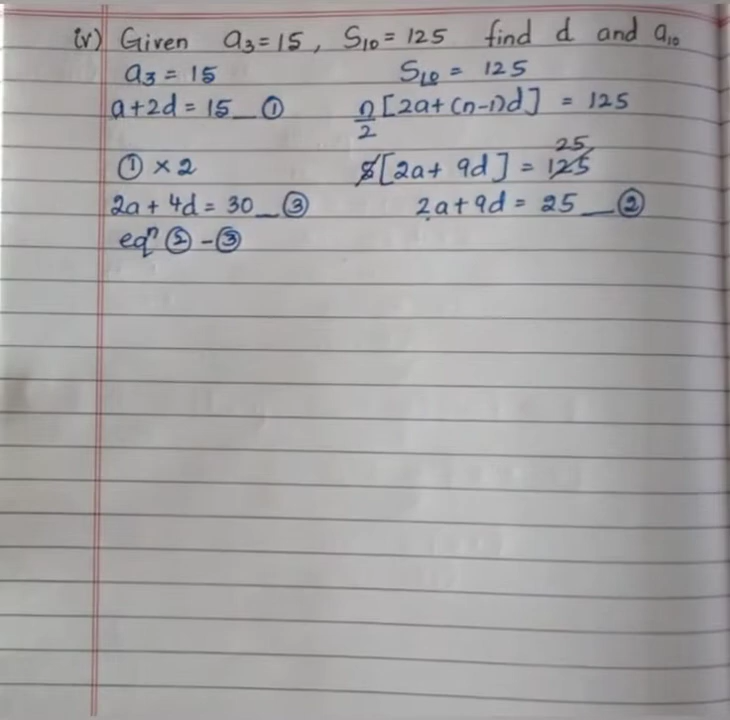 (v) Given a₃ = 15, S₁₀ = 125 find d and a₁₀
a₃ = 15 S₁₀ = 125
a + 2d = 15 _ ① n/2 [2a + (n-1)d] = 125
① × 2 5[2a + 9d] = 125 25
2a + 4d = 30 _ ③ 2a + 9d = 25 _ ②
eqⁿ ② - ③